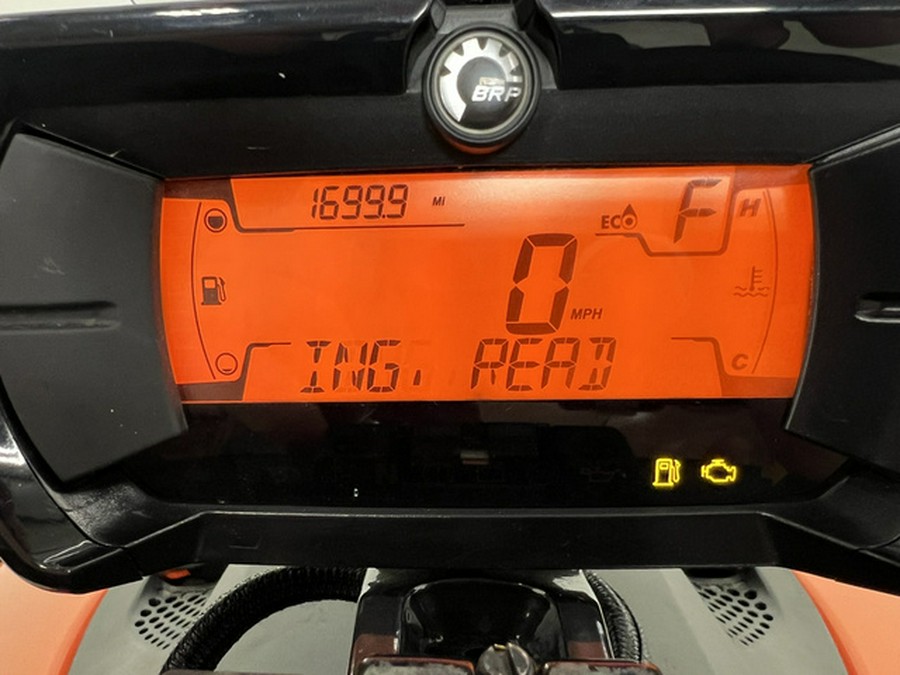 BRP
1699.9 Mi
ECO F H
0 MPH
ING. READ
C